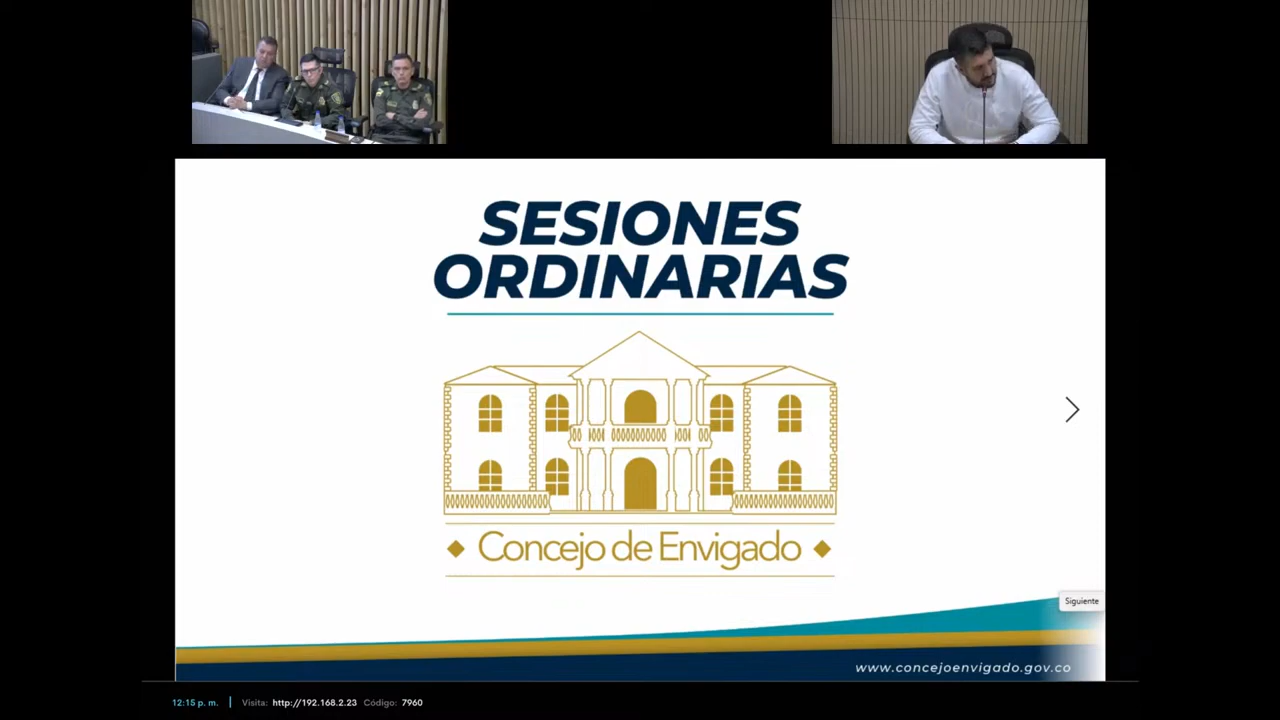 SESIONES
ORDINARIAS
Concejo de Envigado
Siguiente
www.concejoenvigado.gov.co
12:15 p. m. | Visita: http://192.168.2.23 Código: 7960